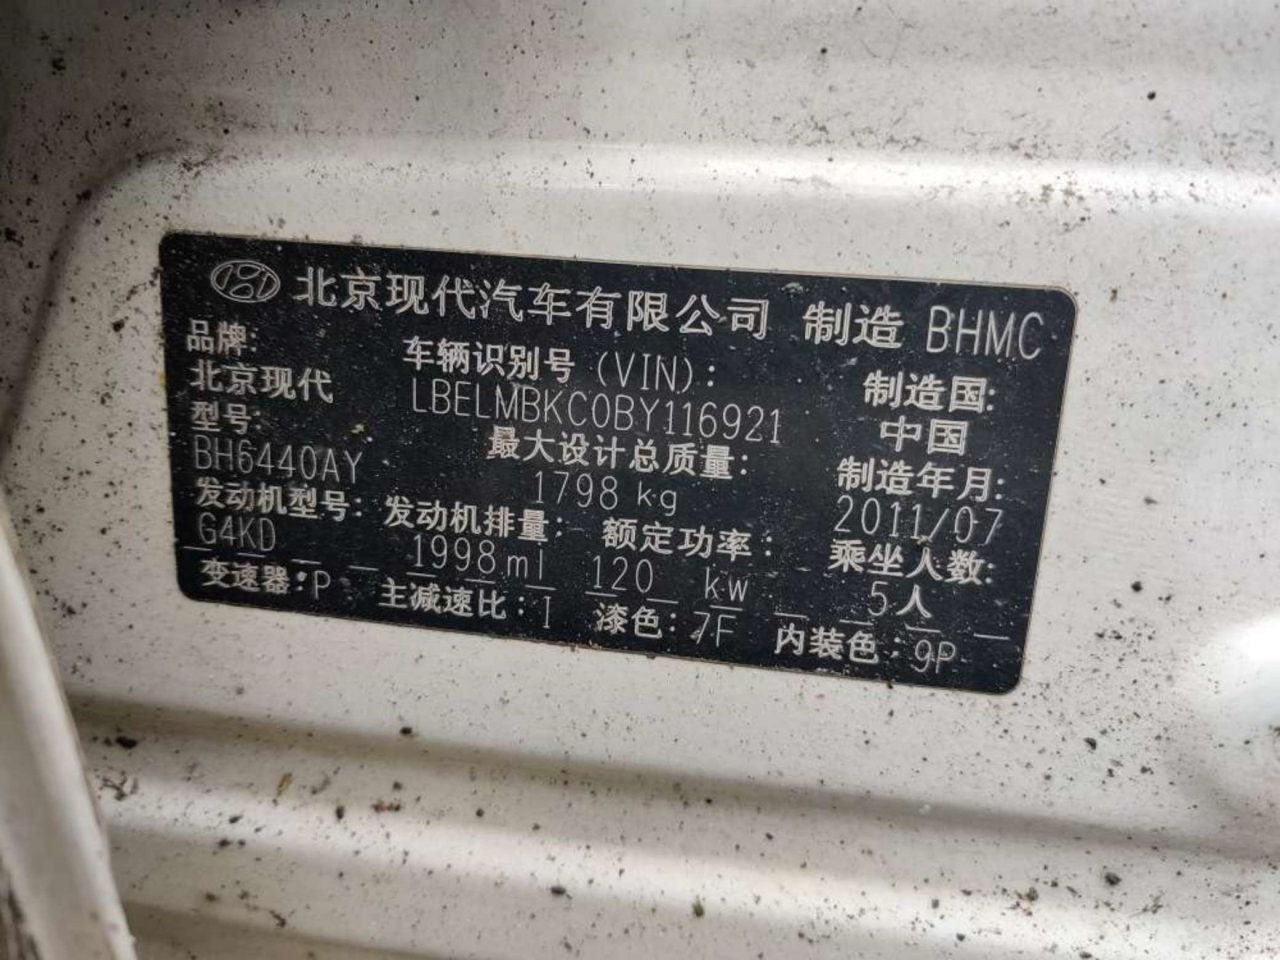 北京现代汽车有限公司 制造 BHMC
品牌: 车辆识别号 (VIN): 制造国:
北京现代 LBELMBKC0BY116921 中国
型号: 最大设计总质量: 制造年月:
BH6440AY 1798 kg 2011/07
发动机型号: 发动机排量: 额定功率: 乘坐人数:
G4KD 1998ml 120 kw 5人
变速器:P 主减速比:I 漆色:7F 内装色:9P